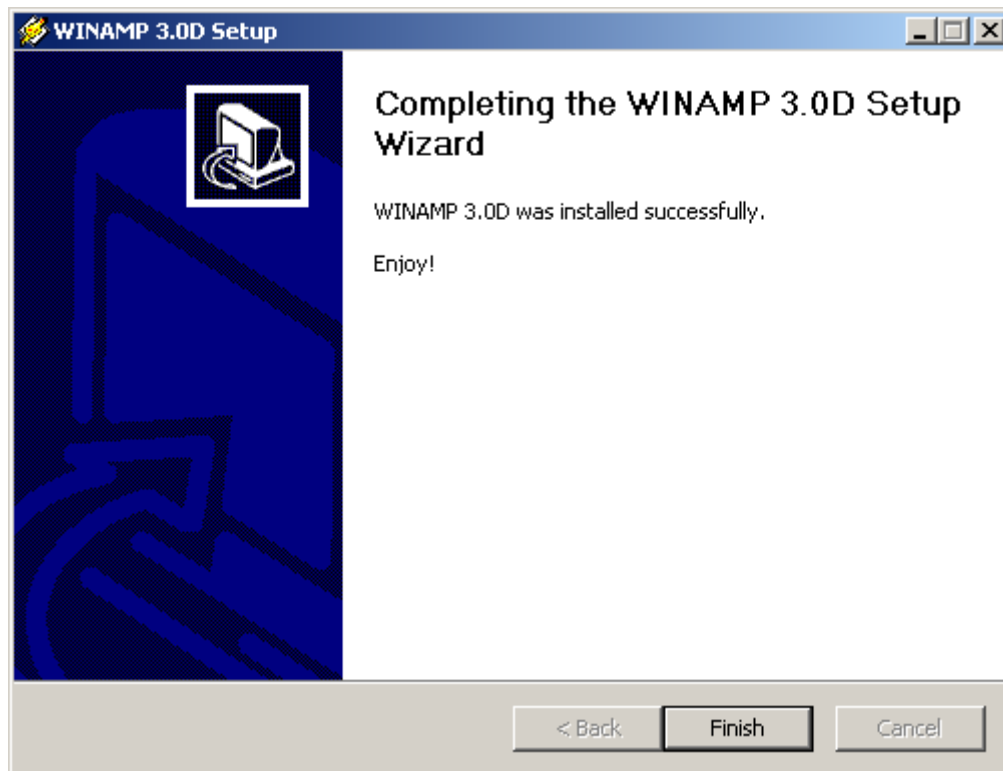 WINAMP 3.0D Setup
Completing the WINAMP 3.0D Setup
Wizard
WINAMP 3.0D was installed successfully.
Enjoy!
< Back
Finish
Cancel